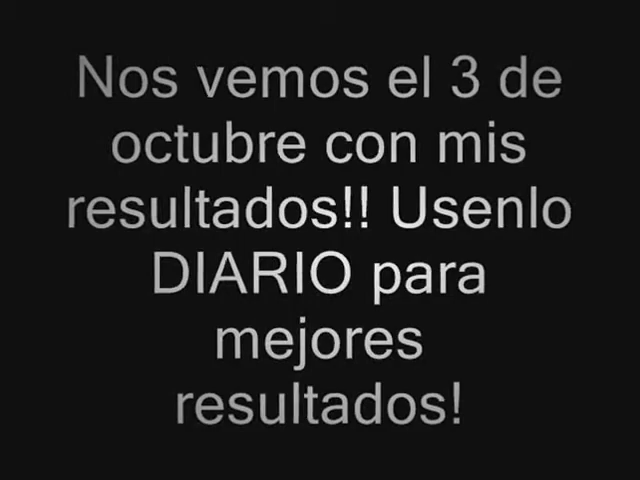 Nos vemos el 3 de
octubre con mis
resultados!! Usenlo
DIARIO para
mejores
resultados!